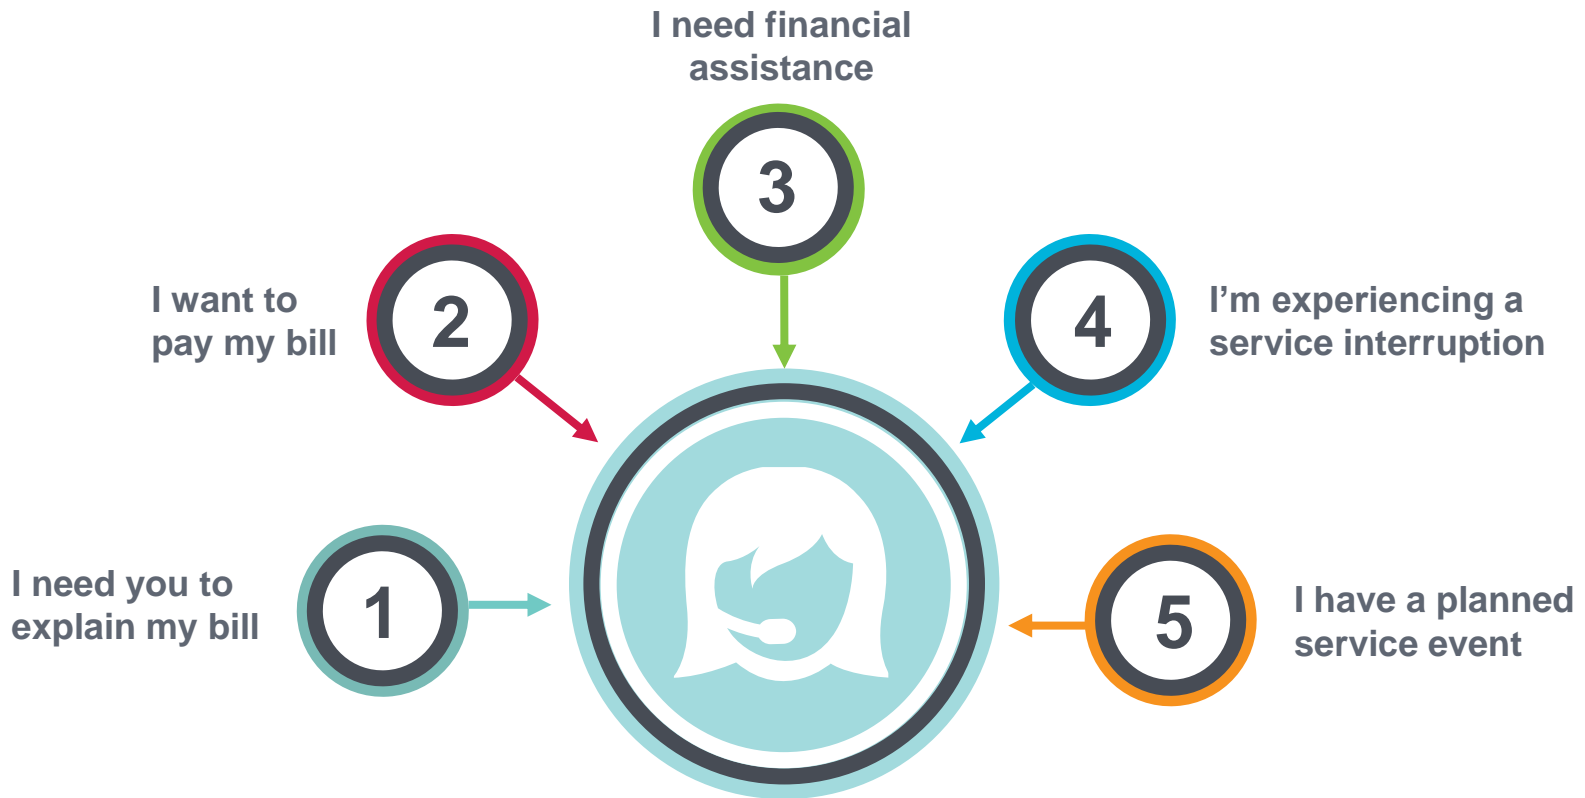 I need financial
assistance
3
I want to
pay my bill
2
4
I’m experiencing a
service interruption
I need you to
explain my bill
1
5
I have a planned
service event